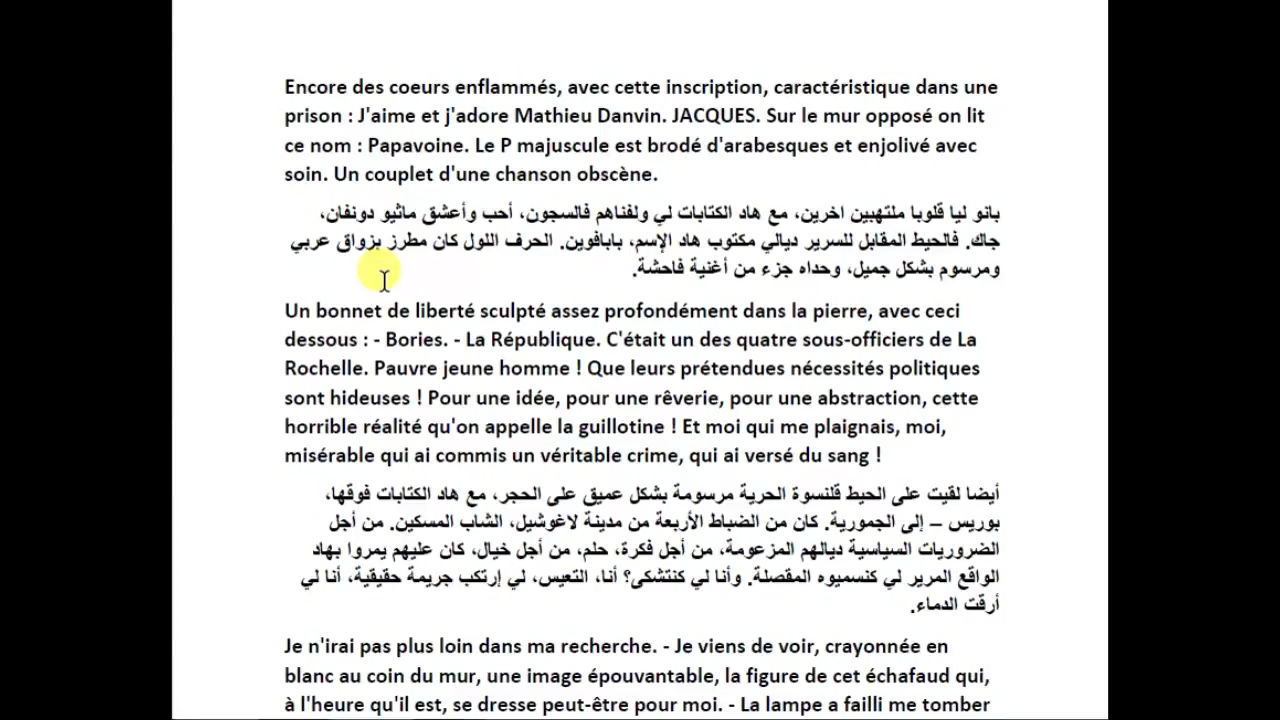 Encore des coeurs enflammés, avec cette inscription, caractéristique dans une
prison : J'aime et j'adore Mathieu Danvin. JACQUES. Sur le mur opposé on lit
ce nom : Papavoine. Le P majuscule est brodé d'arabesques et enjolivé avec
soin. Un couplet d'une chanson obscène.
بانو ليا قلوبا ملتهبين اخرين، مع هاد الكتابات لي ولفناهم فالسجون، أحب وأعشق ماثيو دونفان،
جاك. فالحيط المقابل للسرير ديالي مكتوب هاد الإسم، بابافوين. الحرف اللول كان مطرز بزواق عربي
ومرسوم بشكل جميل، وحداه جزء من أغنية فاحشة.
Un bonnet de liberté sculpté assez profondément dans la pierre, avec ceci
dessous : - Bories. - La République. C'était un des quatre sous-officiers de La
Rochelle. Pauvre jeune homme ! Que leurs prétendues nécessités politiques
sont hideuses ! Pour une idée, pour une rêverie, pour une abstraction, cette
horrible réalité qu'on appelle la guillotine ! Et moi qui me plaignais, moi,
misérable qui ai commis un véritable crime, qui ai versé du sang !
أيضا لقيت على الحيط قلنسوة الحرية مرسومة بشكل عميق على الحجر، مع هاد الكتابات فوقها،
بوريس – إلى الجمورية. كان من الضباط الأربعة من مدينة لاغوشيل، الشاب المسكين. من أجل
الضروريات السياسية ديالهم المزعومة، من أجل فكرة، حلم، من أجل خيال، كان عليهم يمروا بهاد
الواقع المرير لي كنسميوه المقصلة. وأنا لي كنتشكى؟ أنا، التعيس، لي إرتكب جريمة حقيقية، أنا لي
أرقت الدماء.
Je n'irai pas plus loin dans ma recherche. - Je viens de voir, crayonnée en
blanc au coin du mur, une image épouvantable, la figure de cet échafaud qui,
à l'heure qu'il est, se dresse peut-être pour moi. - La lampe a failli me tomber